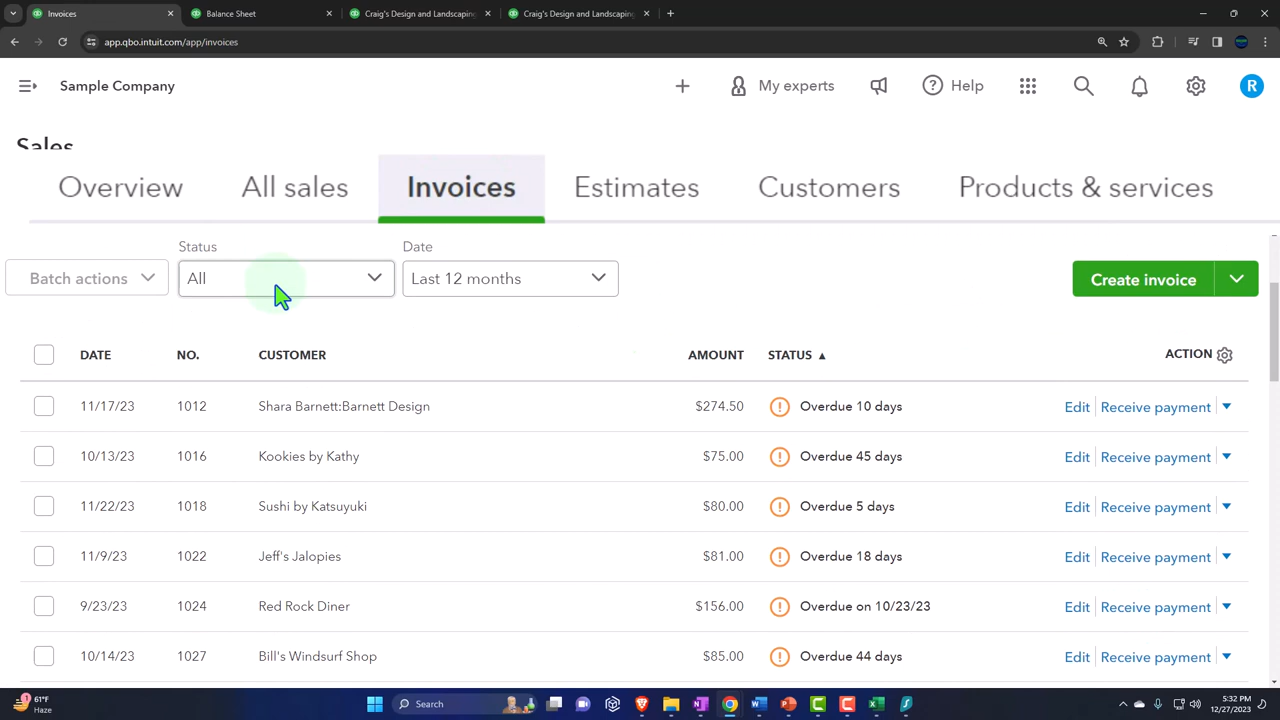 Invoices
Balance Sheet
Craig's Design and Landscaping
Craig's Design and Landscaping
app.qbo.intuit.com/app/invoices
Sample Company
My experts
Help
R
Sales
Overview
All sales
Invoices
Estimates
Customers
Products & services
Status
Date
Batch actions
All
Last 12 months
Create invoice
DATE NO. CUSTOMER AMOUNT STATUS ▲ ACTION
11/17/23 1012 Shara Barnett:Barnett Design $274.50 Overdue 10 days Edit Receive payment
10/13/23 1016 Kookies by Kathy $75.00 Overdue 45 days Edit Receive payment
11/22/23 1018 Sushi by Katsuyuki $80.00 Overdue 5 days Edit Receive payment
11/9/23 1022 Jeff's Jalopies $81.00 Overdue 18 days Edit Receive payment
9/23/23 1024 Red Rock Diner $156.00 Overdue on 10/23/23 Edit Receive payment
10/14/23 1027 Bill's Windsurf Shop $85.00 Overdue 44 days Edit Receive payment
61°F
Haze
Search
5:32 PM
12/27/2023